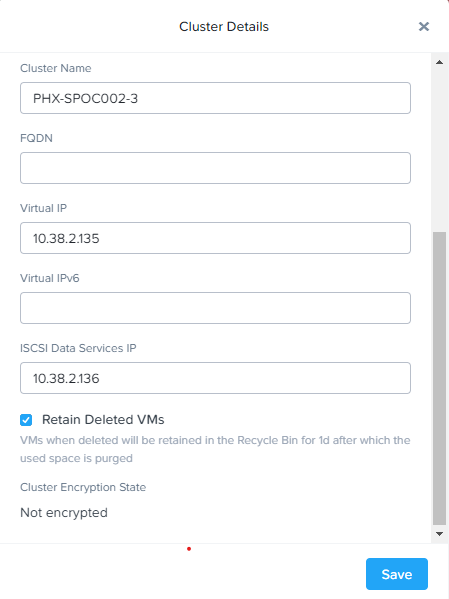 Cluster Details
Cluster Name
PHX-SPOC002-3
FQDN
Virtual IP
10.38.2.135
Virtual IPv6
ISCSI Data Services IP
10.38.2.136
Retain Deleted VMs
VMs when deleted will be retained in the Recycle Bin for 1d after which the
used space is purged
Cluster Encryption State
Not encrypted
Save